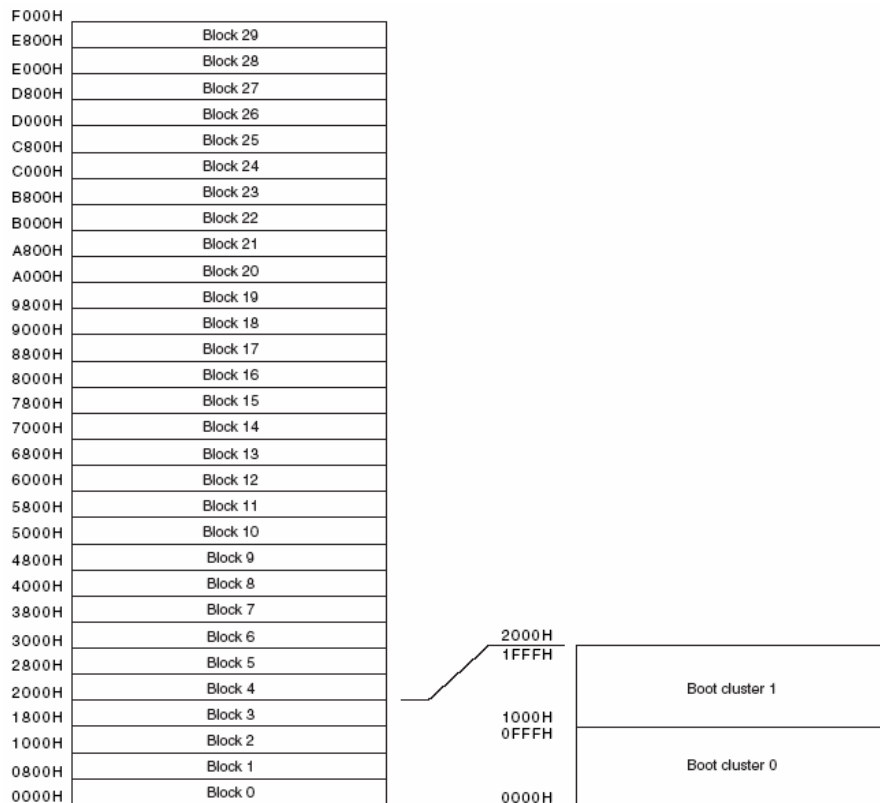 F000H
Block 29
E800H
Block 28
E000H
Block 27
D800H
Block 26
D000H
Block 25
C800H
Block 24
C000H
Block 23
B800H
Block 22
B000H
Block 21
A800H
Block 20
A000H
Block 19
9800H
Block 18
9000H
Block 17
8800H
Block 16
8000H
Block 15
7800H
Block 14
7000H
Block 13
6800H
Block 12
6000H
Block 11
5800H
Block 10
5000H
Block 9
4800H
Block 8
4000H
Block 7
3800H
Block 6
3000H
Block 5
2800H
Block 4
2000H
Block 3
1800H
Block 2
1000H
Block 1
0800H
Block 0
0000H
2000H
1FFFH
Boot cluster 1
1000H
0FFFH
Boot cluster 0
0000H